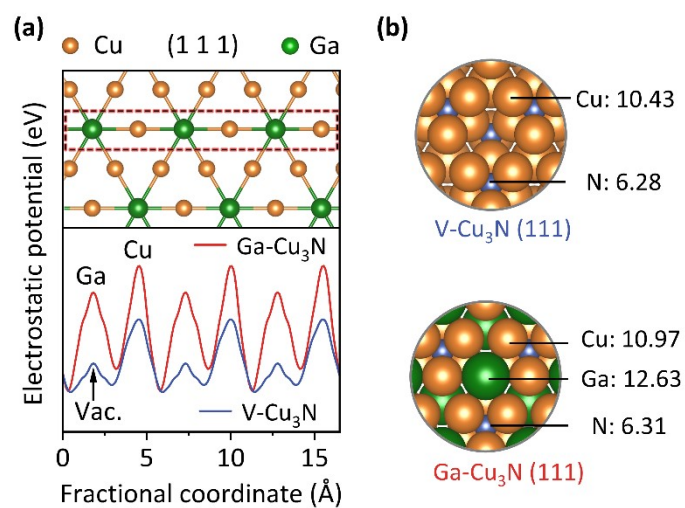 (a)
Cu (1 1 1) Ga
Electrostatic potential (eV)
Cu
Ga
Ga-Cu₃N
Vac.
V-Cu₃N
0 5 10 15
Fractional coordinate (Å)
(b)
Cu: 10.43
N: 6.28
V-Cu₃N (111)
Cu: 10.97
Ga: 12.63
N: 6.31
Ga-Cu₃N (111)